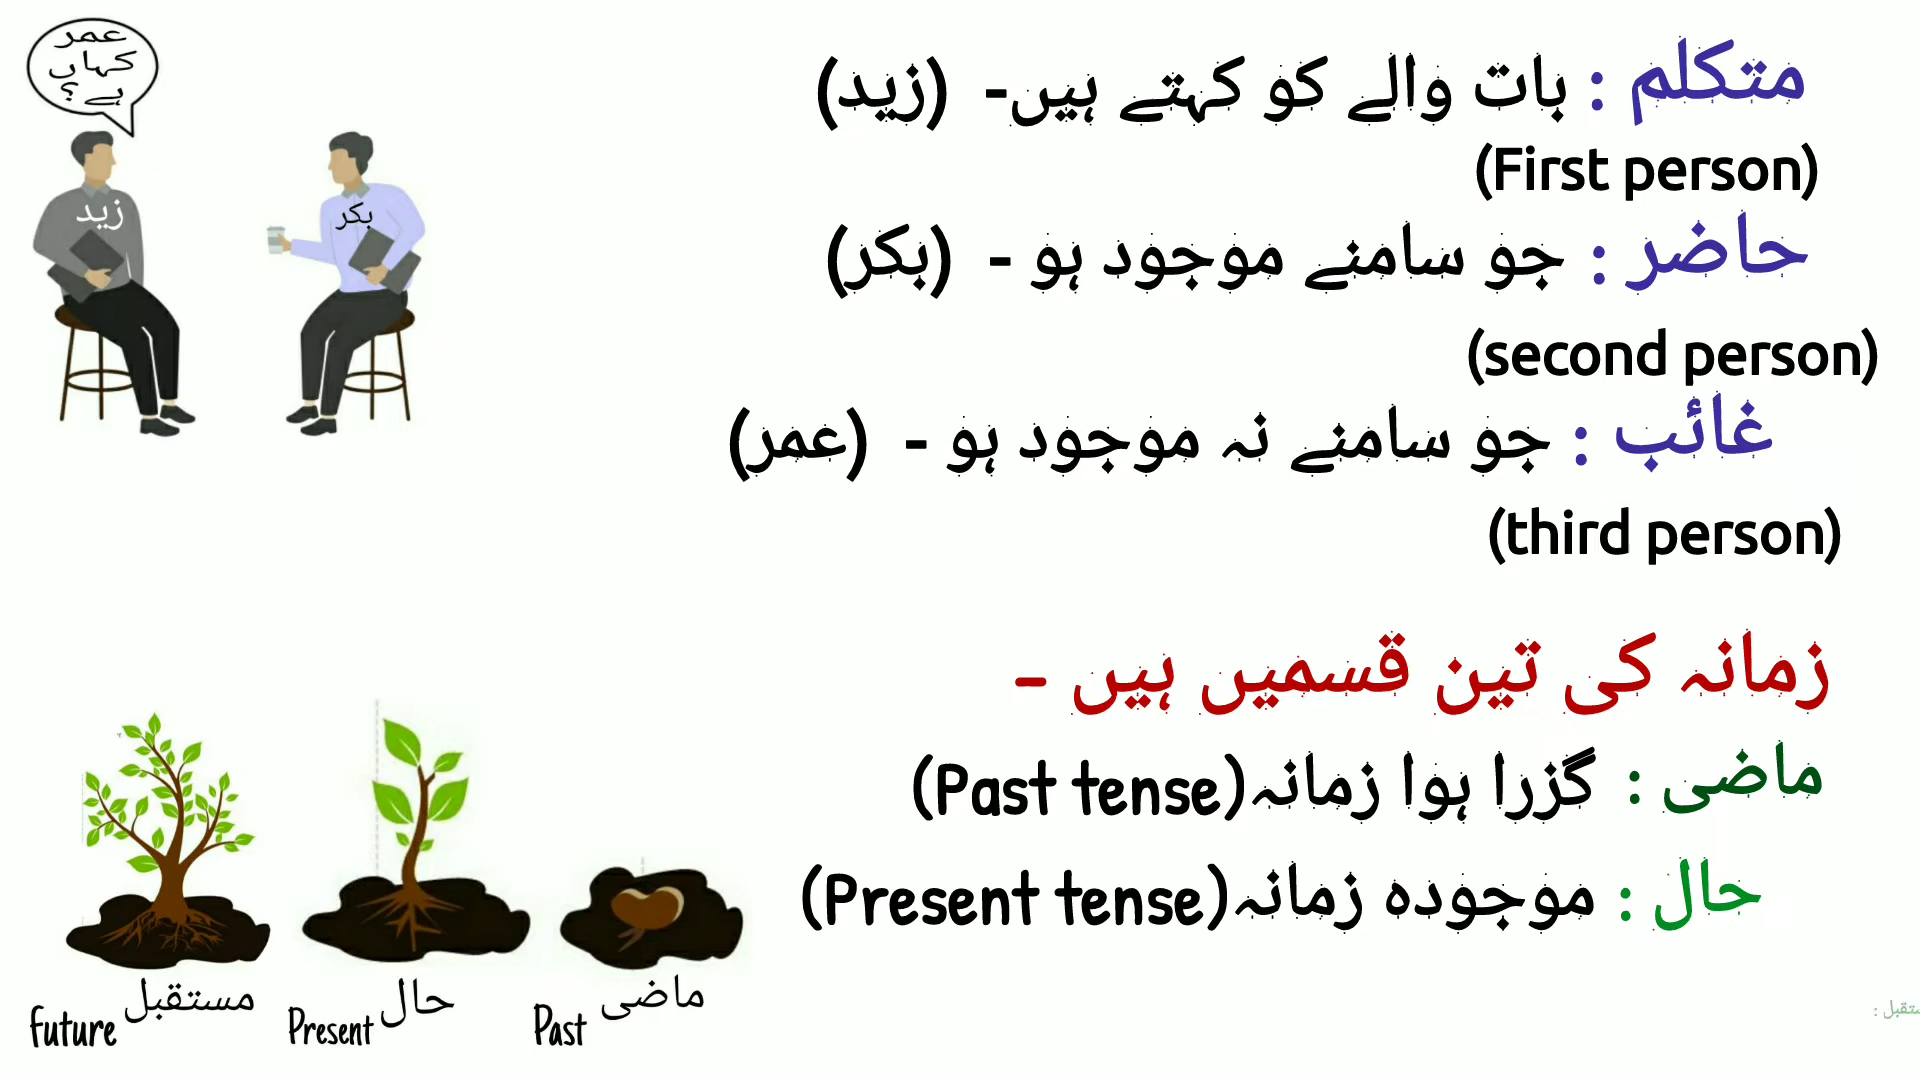 عمر
کہاں
ہے؟
زید
بکر
متکلم : بات والے کو کہتے ہیں- (زید)
(First person)
حاضر : جو سامنے موجود ہو - (بکر)
(second person)
غائب : جو سامنے نہ موجود ہو - (عمر)
(third person)
زمانہ کی تین قسمیں ہیں -
ماضی : گزرا ہوا زمانہ(Past tense)
حال : موجودہ زمانہ(Present tense)
مستقبل Future
حال Present
ماضی Past